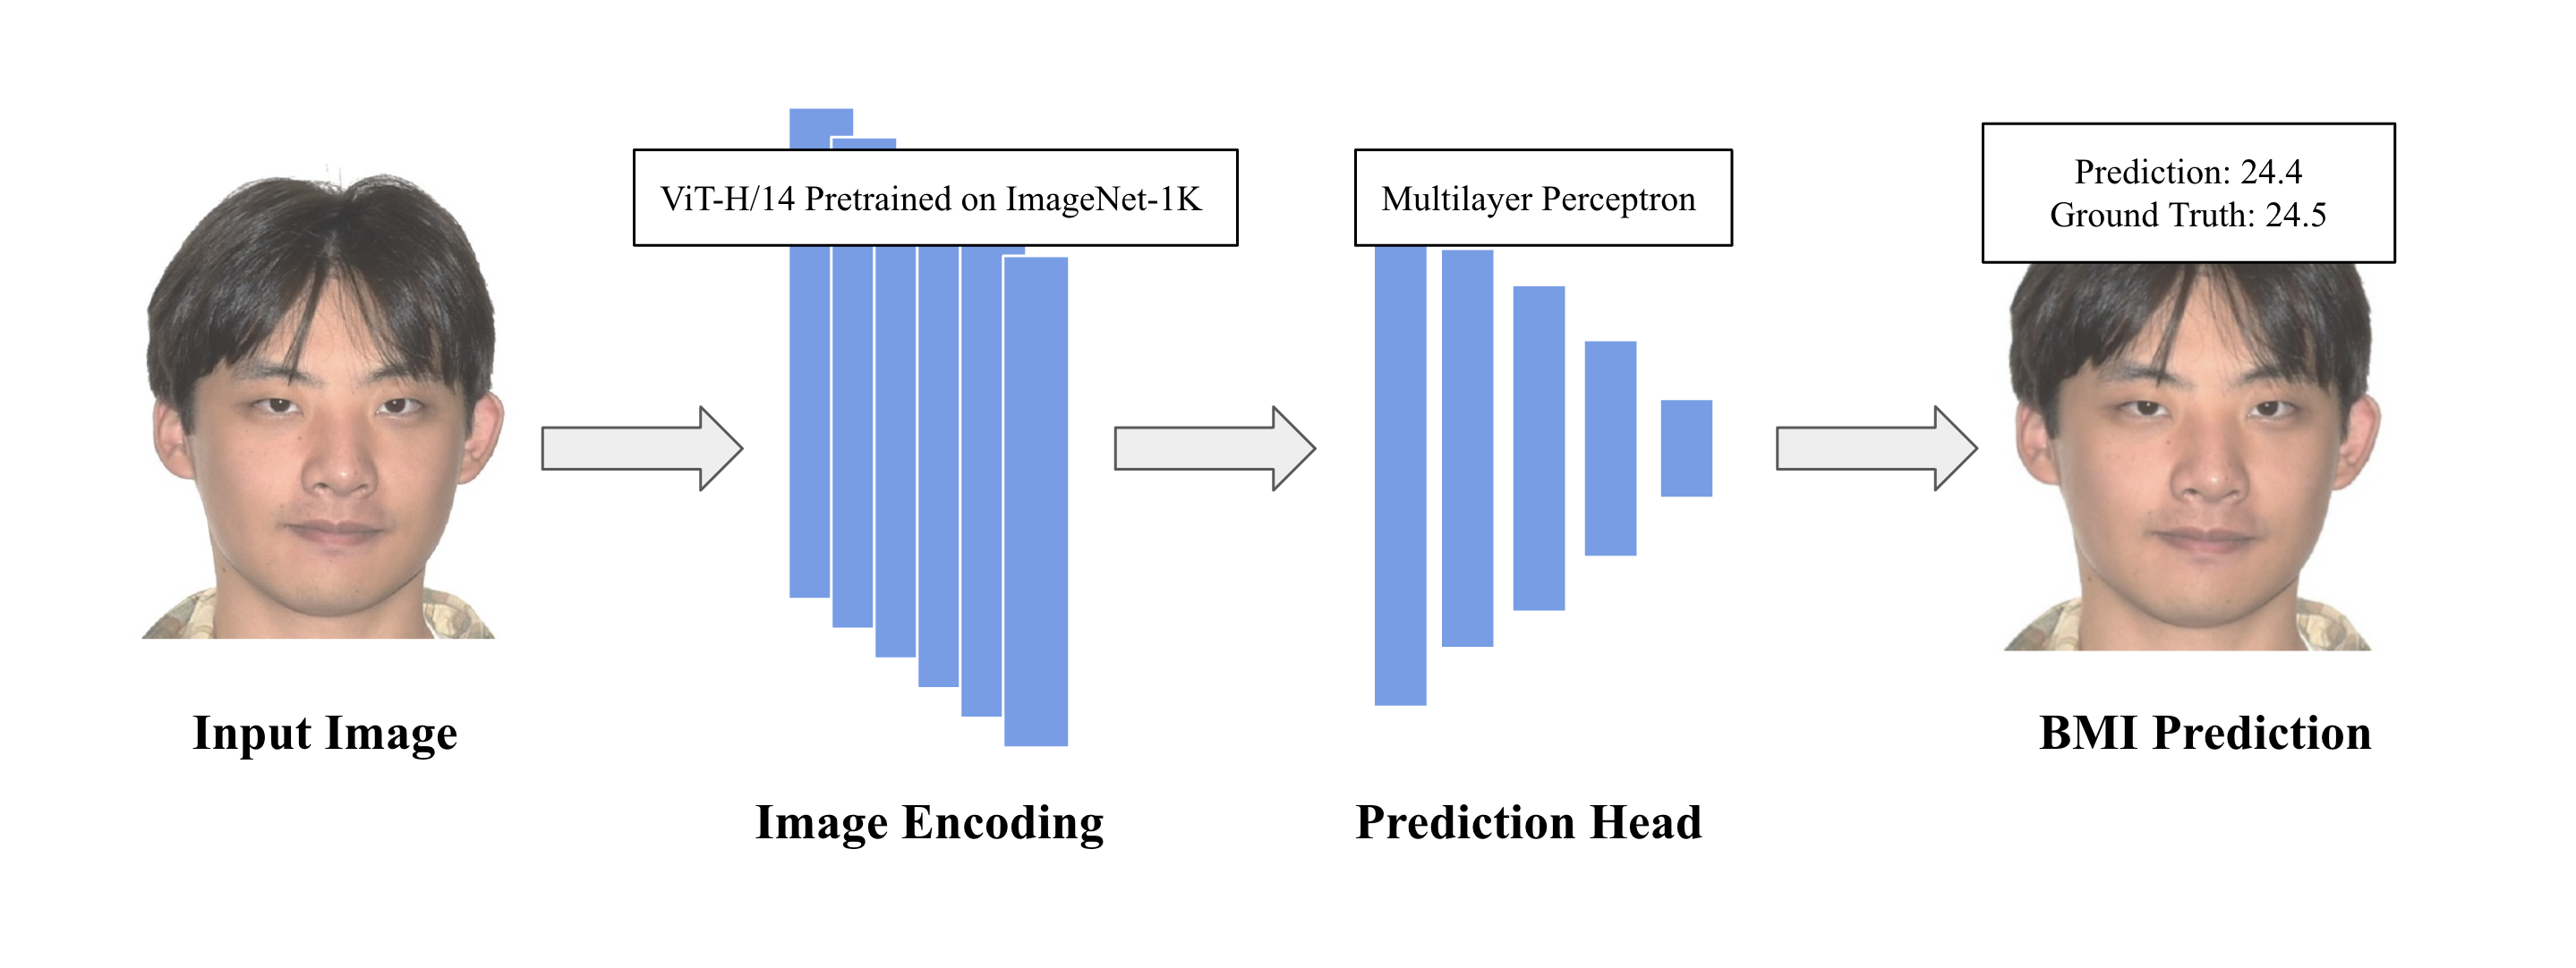 ViT-H/14 Pretrained on ImageNet-1K
Multilayer Perceptron
Prediction: 24.4
Ground Truth: 24.5
Input Image
BMI Prediction
Image Encoding
Prediction Head